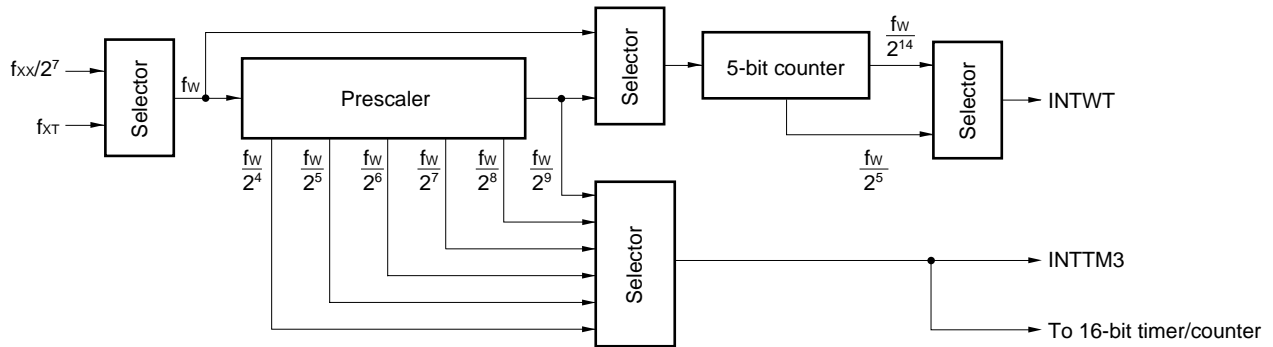 fXX/2⁷
fXT
Selector
fW
Prescaler
fW/2⁴
fW/2⁵
fW/2⁶
fW/2⁷
fW/2⁸
fW/2⁹
Selector
5-bit counter
fW/2¹⁴
fW/2⁵
Selector
INTWT
Selector
INTTM3
To 16-bit timer/counter